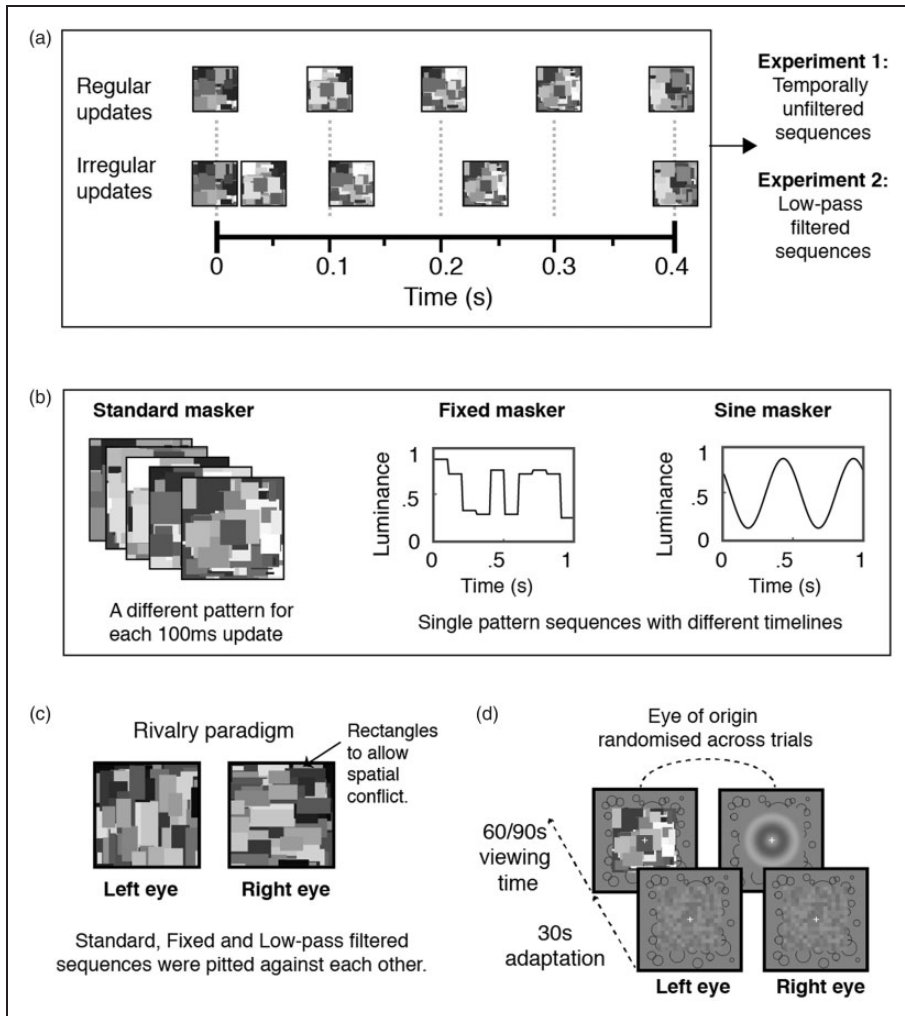 (a)
Regular
updates
Irregular
updates
0 0.1 0.2 0.3 0.4
Time (s)
Experiment 1:
Temporally
unfiltered
sequences
Experiment 2:
Low-pass
filtered
sequences
(b)
Standard masker
A different pattern for
each 100ms update
Fixed masker
Luminance
1
.5
0
0 .5 1
Time (s)
Sine masker
Luminance
1
.5
0
0 .5 1
Time (s)
Single pattern sequences with different timelines
(c)
Rivalry paradigm
Rectangles
to allow
spatial
conflict.
Left eye Right eye
Standard, Fixed and Low-pass filtered
sequences were pitted against each other.
(d)
Eye of origin
randomised across trials
60/90s
viewing
time
30s
adaptation
Left eye Right eye